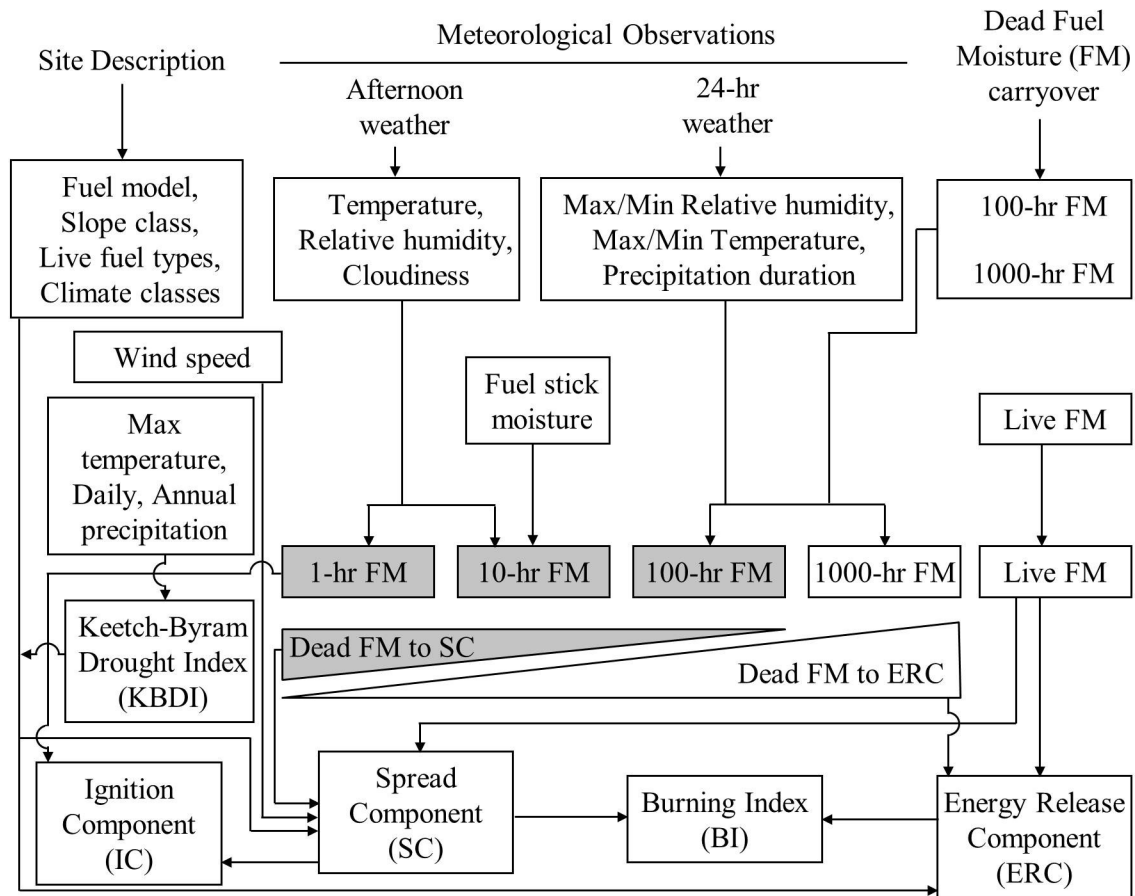 Meteorological Observations
Site Description
Afternoon
weather
24-hr
weather
Dead Fuel
Moisture (FM)
carryover
Fuel model,
Slope class,
Live fuel types,
Climate classes
Temperature,
Relative humidity,
Cloudiness
Max/Min Relative humidity,
Max/Min Temperature,
Precipitation duration
100-hr FM
1000-hr FM
Wind speed
Fuel stick
moisture
Live FM
Max
temperature,
Daily, Annual
precipitation
1-hr FM
10-hr FM
100-hr FM
1000-hr FM
Live FM
Keetch-Byram
Drought Index
(KBDI)
Dead FM to SC
Dead FM to ERC
Ignition
Component
(IC)
Spread
Component
(SC)
Burning Index
(BI)
Energy Release
Component
(ERC)